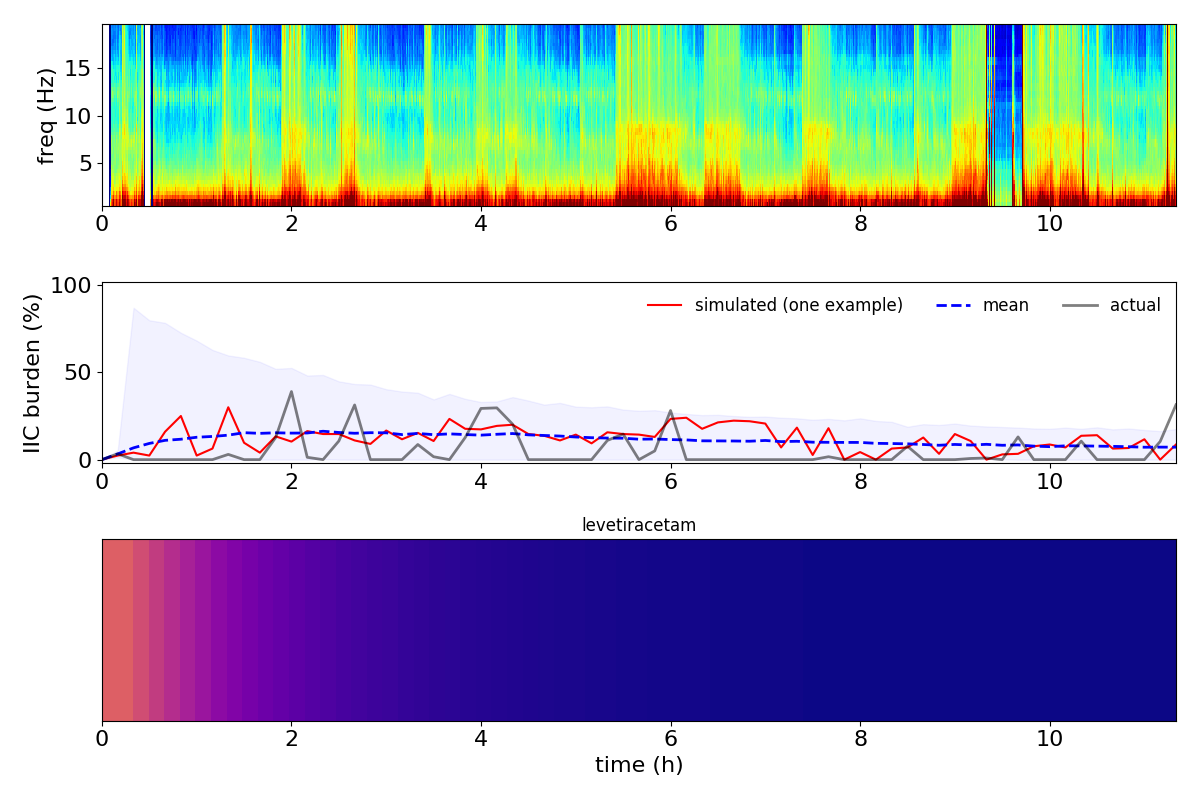 freq (Hz)
15
10
5
0 2 4 6 8 10
IIC burden (%)
100
50
0
simulated (one example) mean actual
0 2 4 6 8 10
levetiracetam
0 2 4 6 8 10
time (h)